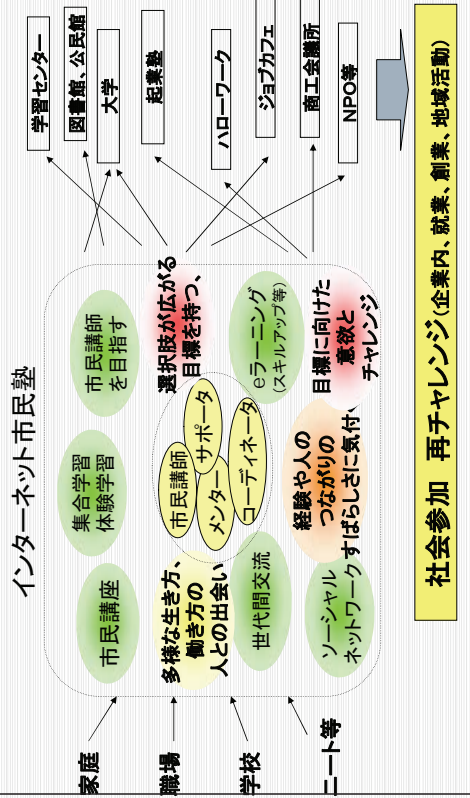 インターネット市民塾
家庭
職場
学校
ニート等
市民講座
集合学習
体験学習
市民講師
を目指す
多様な生き方、
働き方の
人との出会い
市民講師
サポータ
メンター
コーディネータ
選択肢が広がる
目標を持つ、
世代間交流
eラーニング
(スキルアップ等)
ソーシャル
ネットワーク
経験や人の
つながりの
すばらしさに気付、
目標に向けた
意欲と
チャレンジ
学習センター
図書館、公民館
大学
起業塾
ハローワーク
ジョブカフェ
商工会議所
NPO等
社会参加 再チャレンジ(企業内、就業、創業、地域活動)